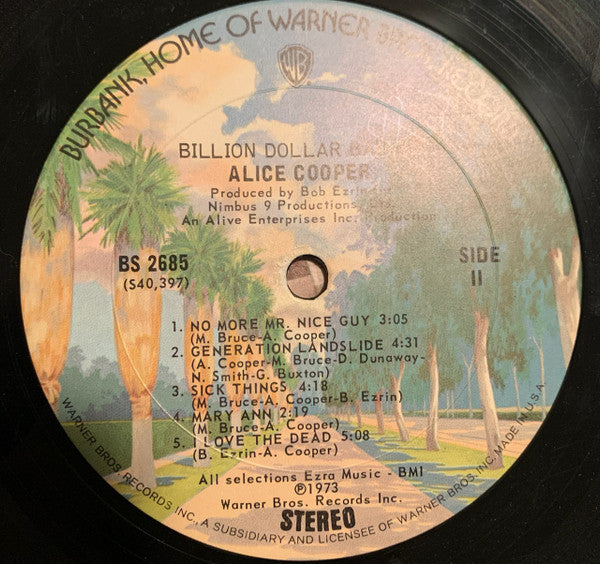 BURBANK, HOME OF WARNER
WB
BILLION DOLLAR
ALICE COOPER
Produced by Bob Ezrin
Nimbus 9 Productions,
An Alive Enterprises Inc. Production
BS 2685
(S40,397)
SIDE
II
1. NO MORE MR. NICE GUY 3:05
(M. Bruce-A. Cooper)
2. GENERATION LANDSLIDE 4:31
(A. Cooper-M. Bruce-D. Dunaway-
N. Smith-G. Buxton)
3. SICK THINGS 4:18
(M. Bruce-A. Cooper-B. Ezrin)
4. MARY ANN 2:19
(M. Bruce-A. Cooper)
5. I LOVE THE DEAD 5:08
(B. Ezrin-A. Cooper)
All selections Ezra Music - BMI
℗1973
Warner Bros. Records Inc.
STEREO
WARNER BROS. RECORDS INC., A SUBSIDIARY AND LICENSEE OF WARNER BROS. INC. MADE IN U.S.A.